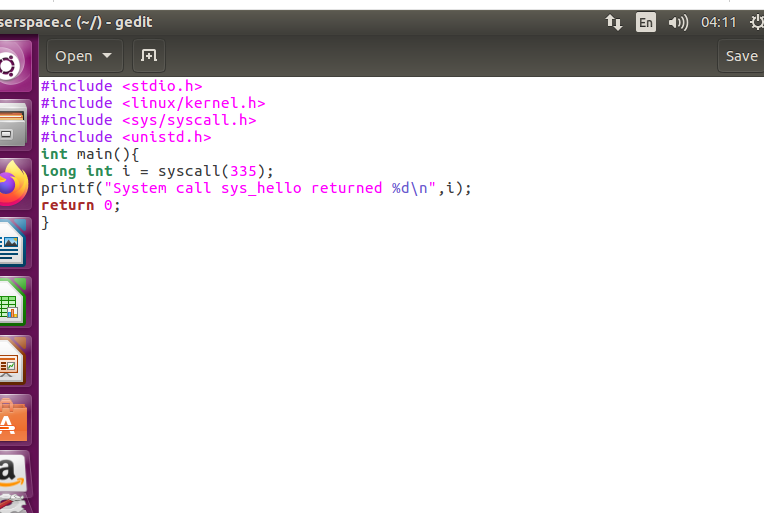 serspace.c (~/) - gedit
En
04:11
Open
Save
#include <stdio.h>
#include <linux/kernel.h>
#include <sys/syscall.h>
#include <unistd.h>
int main(){
long int i = syscall(335);
printf("System call sys_hello returned %d\n",i);
return 0;
}